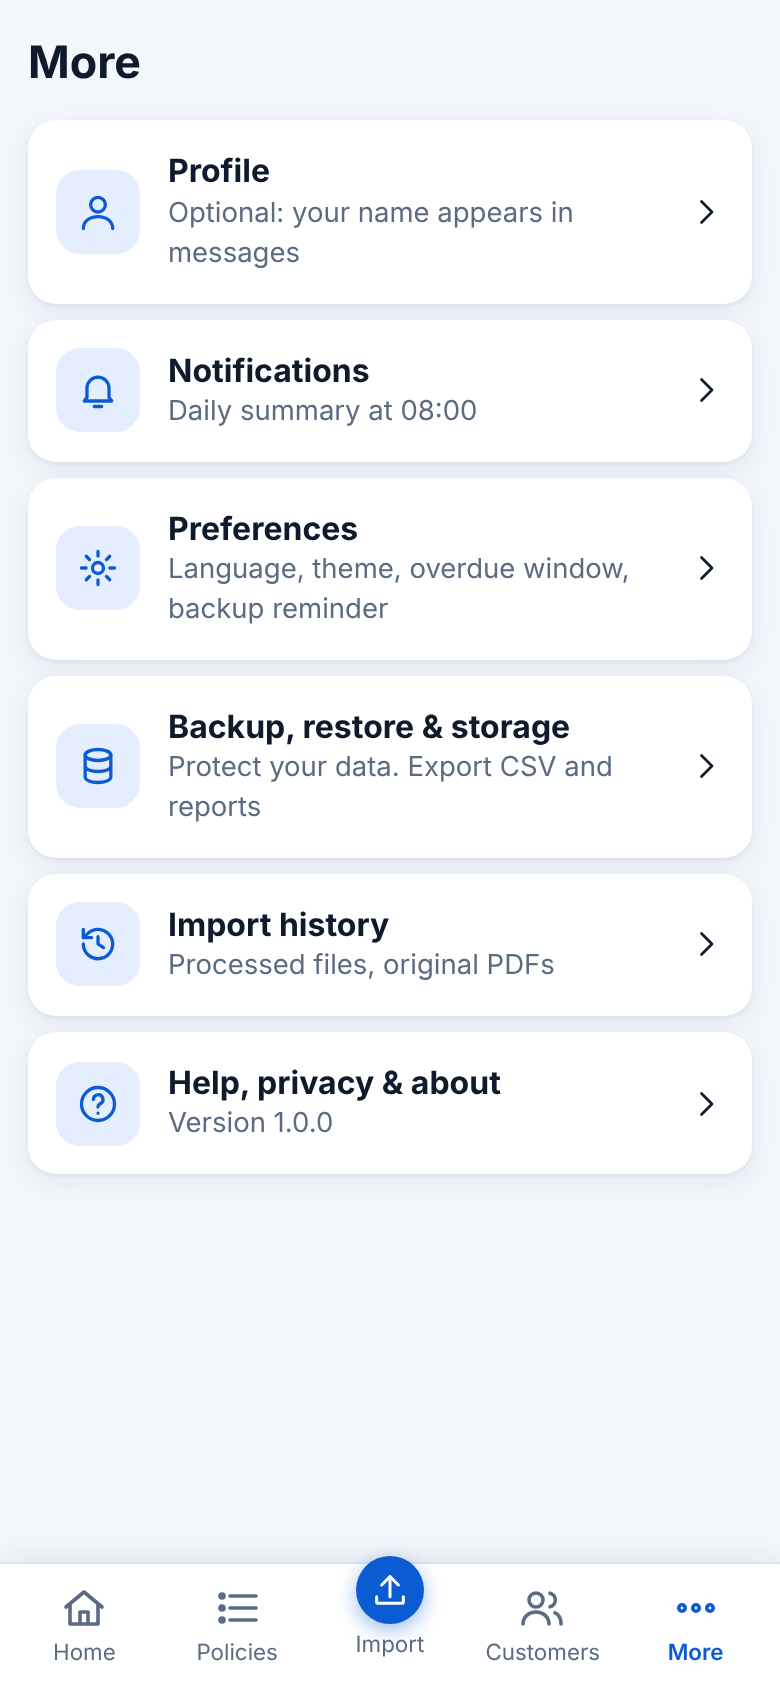 More
Profile
Optional: your name appears in
messages
Notifications
Daily summary at 08:00
Preferences
Language, theme, overdue window,
backup reminder
Backup, restore & storage
Protect your data. Export CSV and
reports
Import history
Processed files, original PDFs
Help, privacy & about
Version 1.0.0
Home
Policies
Import
Customers
More